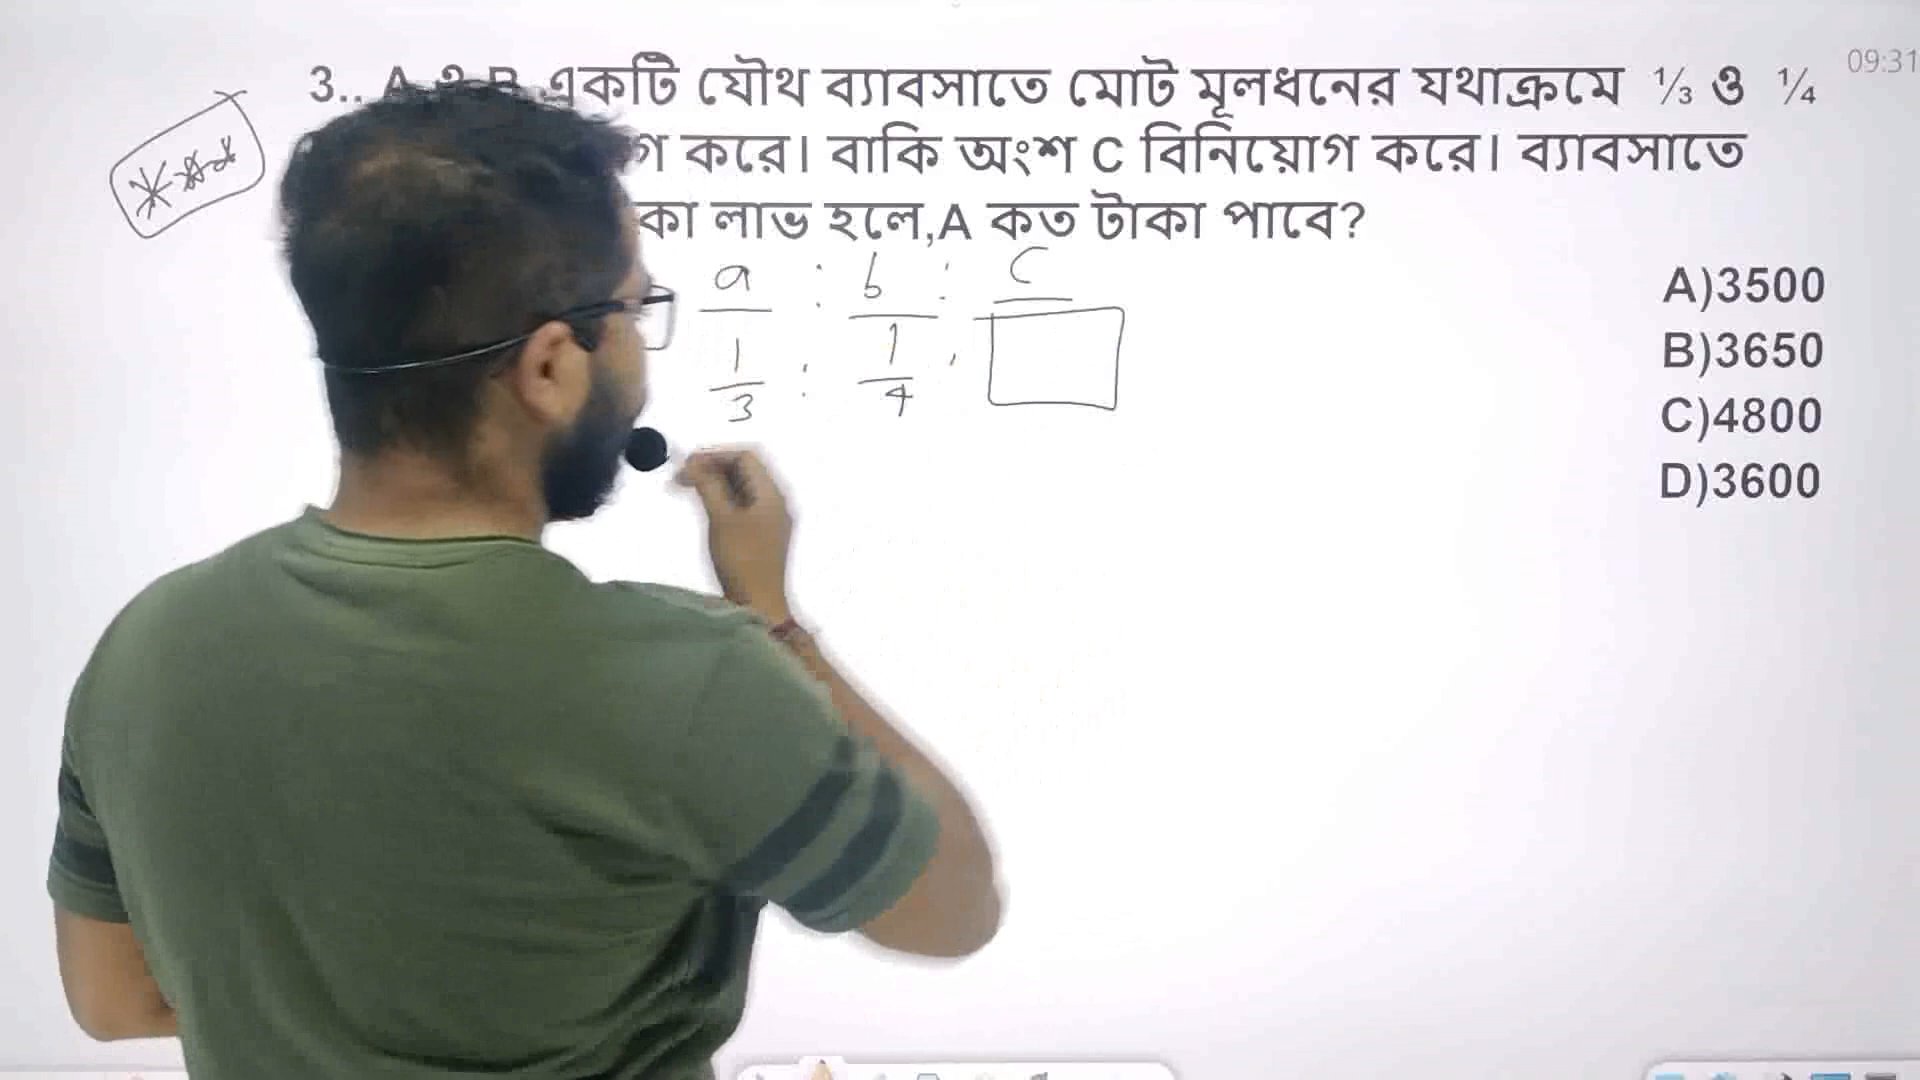 09:31
3.. A ও B একটি যৌথ ব্যাবসাতে মোট মূলধনের যথাক্রমে ⅓ ও ¼
করে। বাকি অংশ C বিনিয়োগ করে। ব্যাবসাতে
লাভ হলে,A কত টাকা পাবে?
a : b : C
1/3 : 1/4 :
A)3500
B)3650
C)4800
D)3600